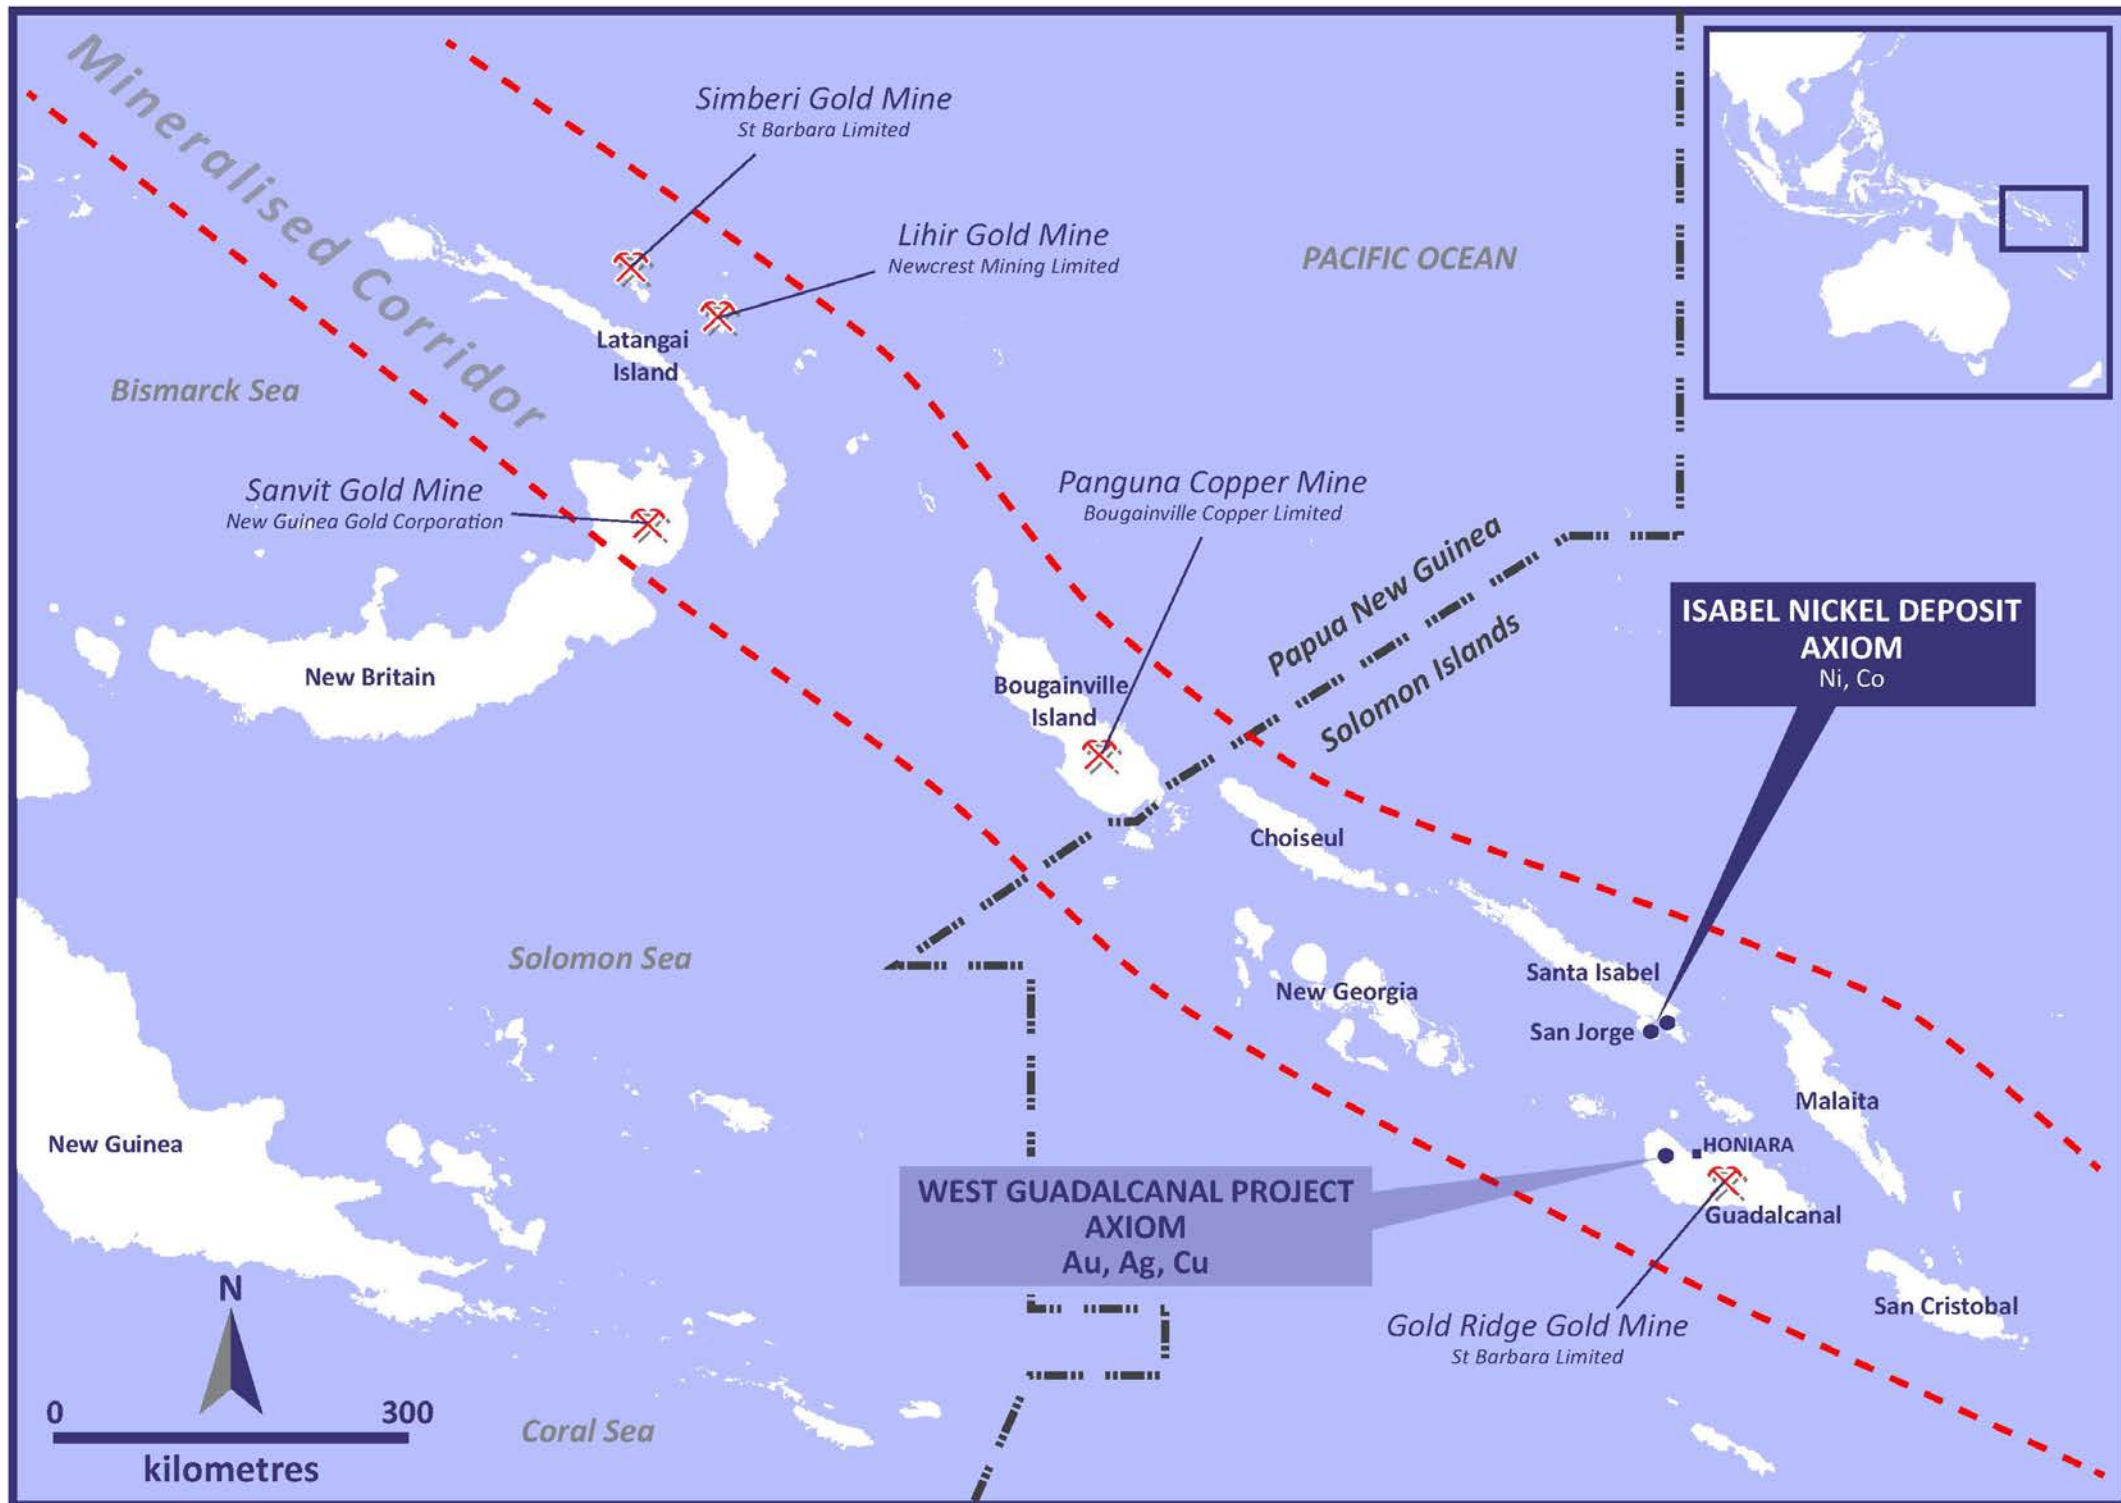 Mineralised Corridor
Simberi Gold Mine
St Barbara Limited
Lihir Gold Mine
Newcrest Mining Limited
PACIFIC OCEAN
Latangai
Island
Bismarck Sea
Sanvit Gold Mine
New Guinea Gold Corporation
Panguna Copper Mine
Bougainville Copper Limited
Papua New Guinea
Solomon Islands
ISABEL NICKEL DEPOSIT
AXIOM
Ni, Co
New Britain
Bougainville
Island
Choiseul
Solomon Sea
Santa Isabel
New Georgia
San Jorge
Malaita
New Guinea
HONIARA
WEST GUADALCANAL PROJECT
AXIOM
Au, Ag, Cu
Guadalcanal
San Cristobal
Gold Ridge Gold Mine
St Barbara Limited
N
0 300
kilometres
Coral Sea